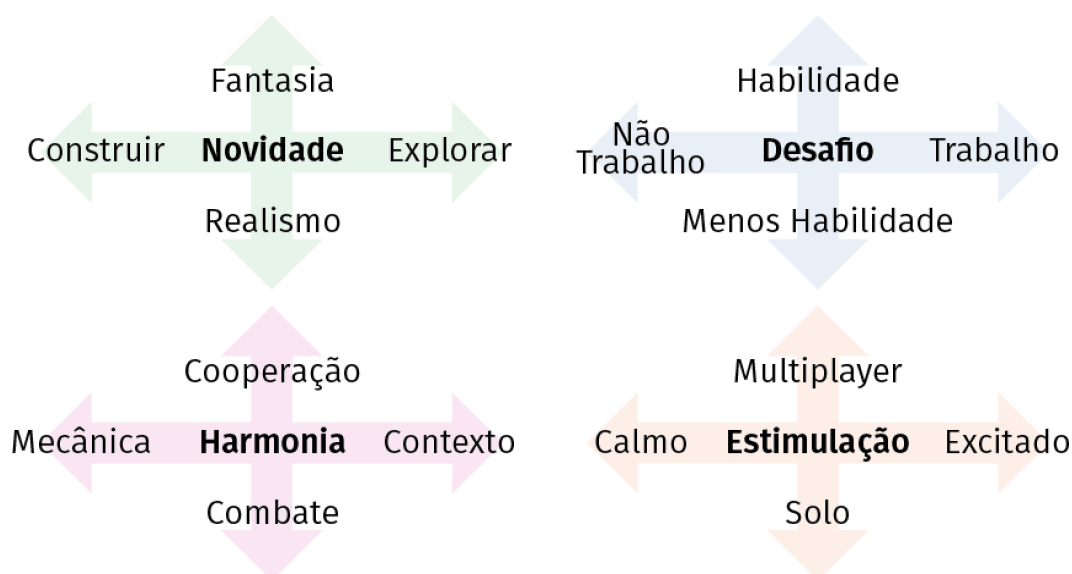 Fantasia
Construir Novidade Explorar
Realismo
Habilidade
Não
Trabalho
Desafio Trabalho
Menos Habilidade
Cooperação
Mecânica Harmonia Contexto
Combate
Multiplayer
Calmo Estimulação Excitado
Solo